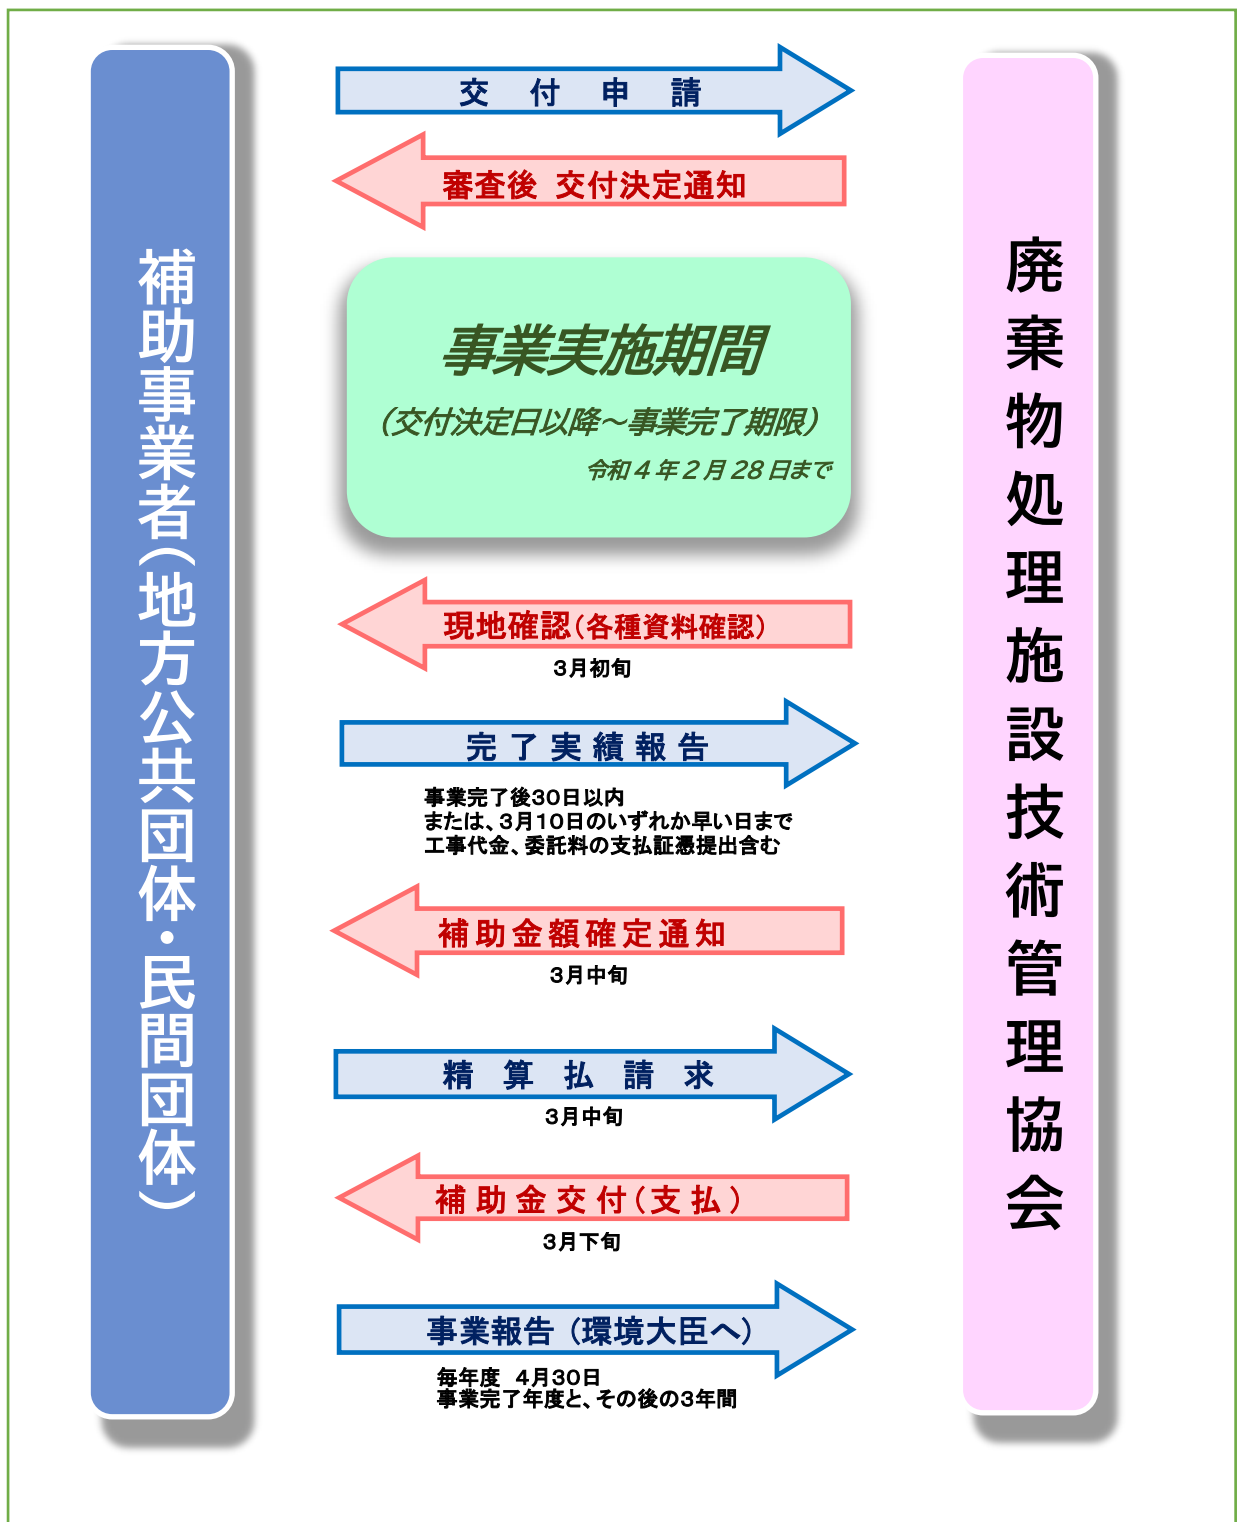 補助事業者（地方公共団体・民間団体）
交付申請
審査後 交付決定通知
事業実施期間
（交付決定日以降～事業完了期限）
令和４年２月28日まで
現地確認（各種資料確認）
３月初旬
完了実績報告
事業完了後30日以内
または、3月10日のいずれか早い日まで
工事代金、委託料の支払証憑提出含む
補助金額確定通知
３月中旬
精算払請求
３月中旬
補助金交付（支払）
３月下旬
事業報告（環境大臣へ）
毎年度　4月30日
事業完了年度と、その後の3年間
廃棄物処理施設技術管理協会